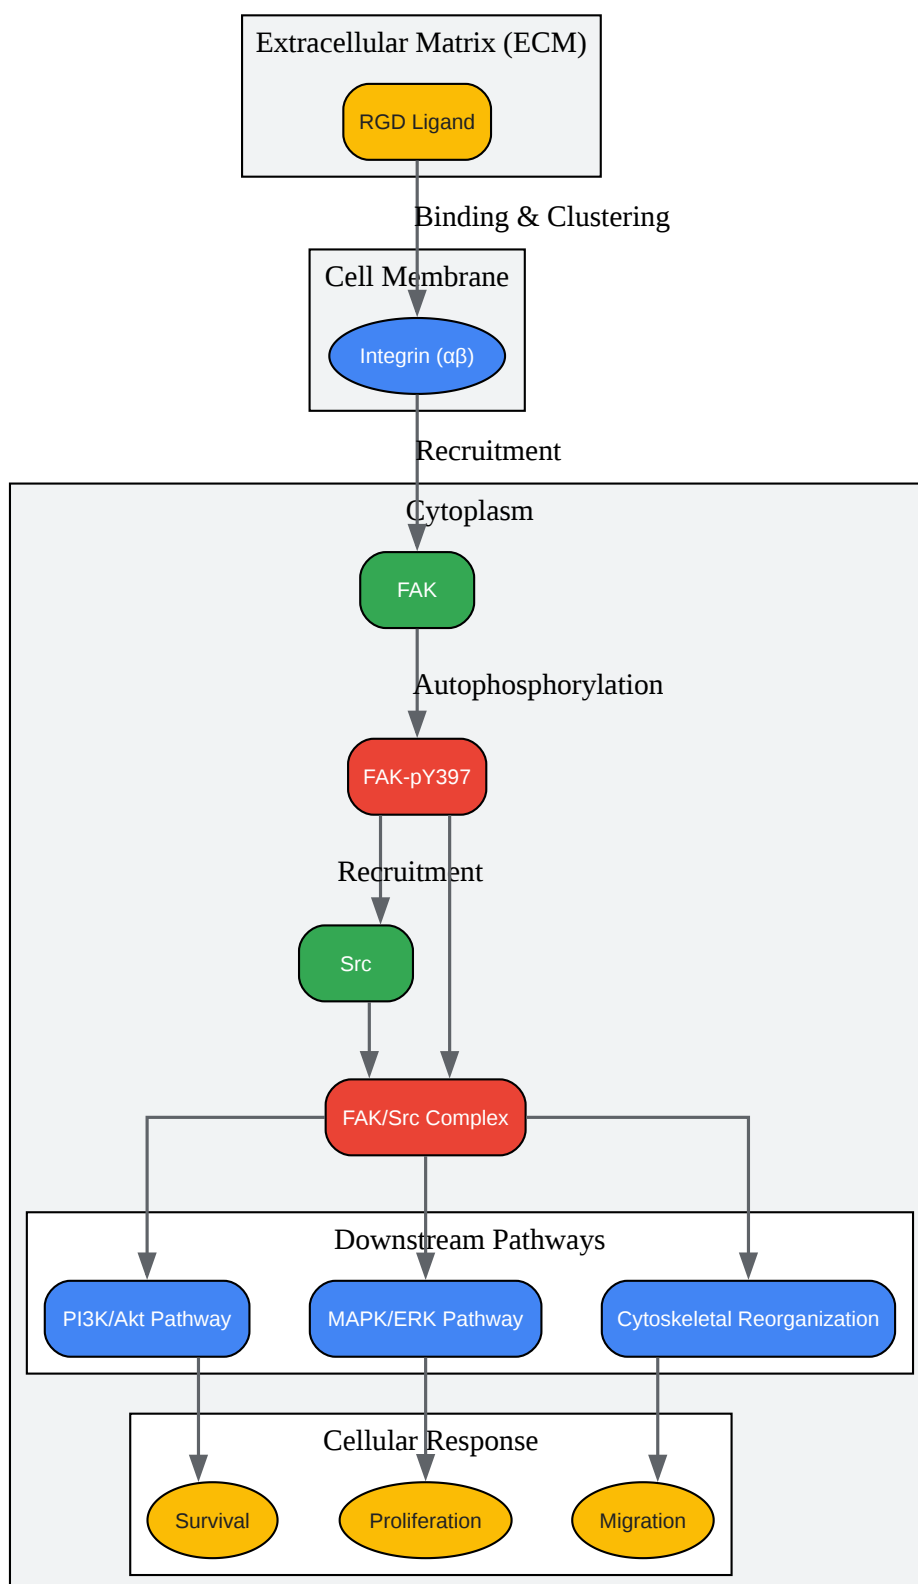 Extracellular Matrix (ECM)
RGD Ligand
Binding & Clustering
Cell Membrane
Integrin (αβ)
Recruitment
Cytoplasm
FAK
Autophosphorylation
FAK-pY397
Recruitment
Src
FAK/Src Complex
Downstream Pathways
PI3K/Akt Pathway
MAPK/ERK Pathway
Cytoskeletal Reorganization
Cellular Response
Survival
Proliferation
Migration